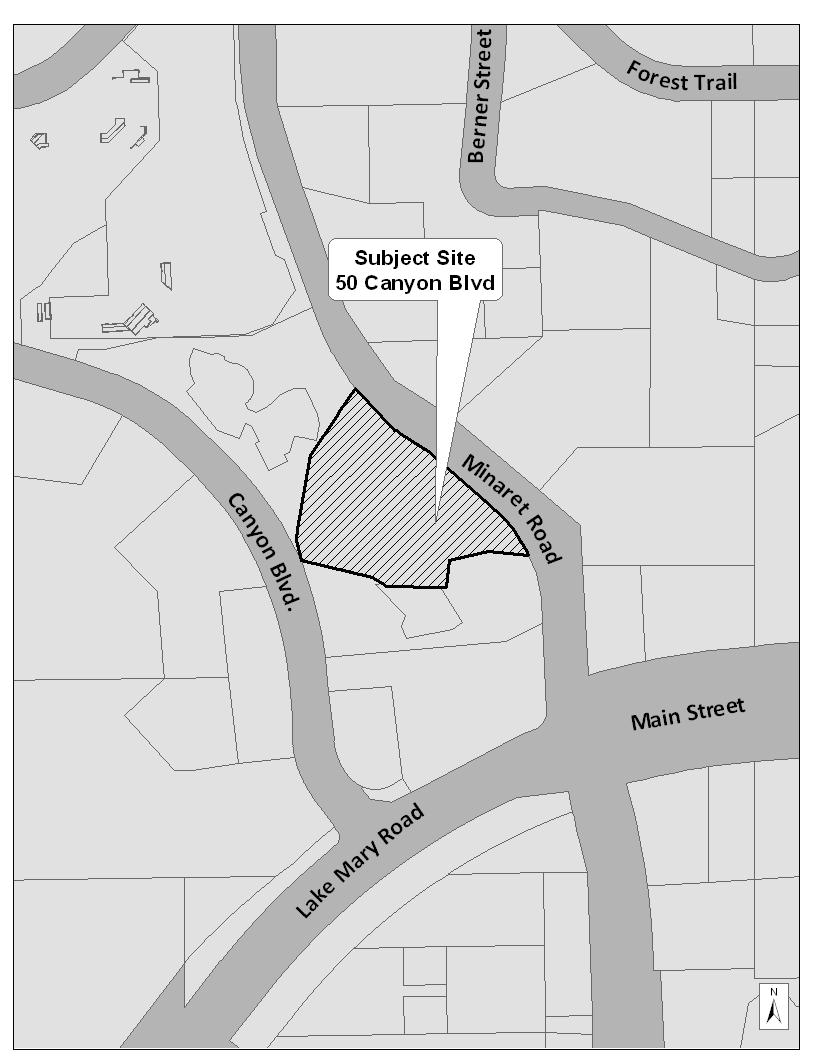 Berner Street
Forest Trail
Subject Site
50 Canyon Blvd
Minaret Road
Canyon Blvd.
Main Street
Lake Mary Road
N